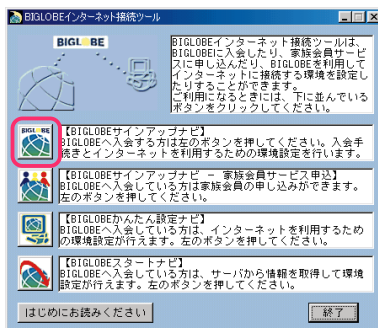 BIGLOBEインターネット接続ツール
BIGLOBE
BIGLOBEインターネット接続ツールは、
BIGLOBEに入会したり、家族会員サービ
スに申し込んだり、BIGLOBEを利用して
インターネットに接続する環境を設定し
たりすることができます。
ご利用になるときには、下に並んでいる
ボタンをクリックしてください。
BIGLOBE
【BIGLOBEサインアップナビ】
BIGLOBEへ入会する方は左のボタンを押してください。入会手
続きとインターネットを利用するための環境設定を行います。
【BIGLOBEサインアップナビ － 家族会員サービス申込】
BIGLOBEへ入会している方は家族会員の申し込みができます。
左のボタンを押してください。
【BIGLOBEかんたん設定ナビ】
BIGLOBEへ入会している方は、インターネットを利用するため
の環境設定が行えます。左のボタンを押してください。
【BIGLOBEスタートナビ】
BIGLOBEへ入会している方は、サーバから情報を取得して環境
設定が行えます。左のボタンを押してください。
はじめにお読みください
終了